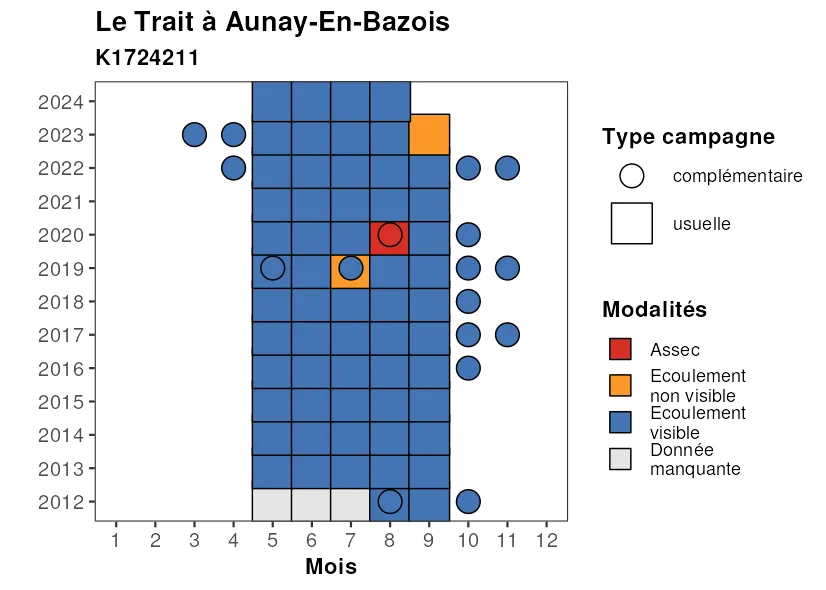 Le Trait à Aunay-En-Bazois
K1724211
2024
2023
2022
2021
2020
2019
2018
2017
2016
2015
2014
2013
2012
1 2 3 4 5 6 7 8 9 10 11 12
Mois
Type campagne
complémentaire
usuelle
Modalités
Assec
Ecoulement
non visible
Ecoulement
visible
Donnée
manquante